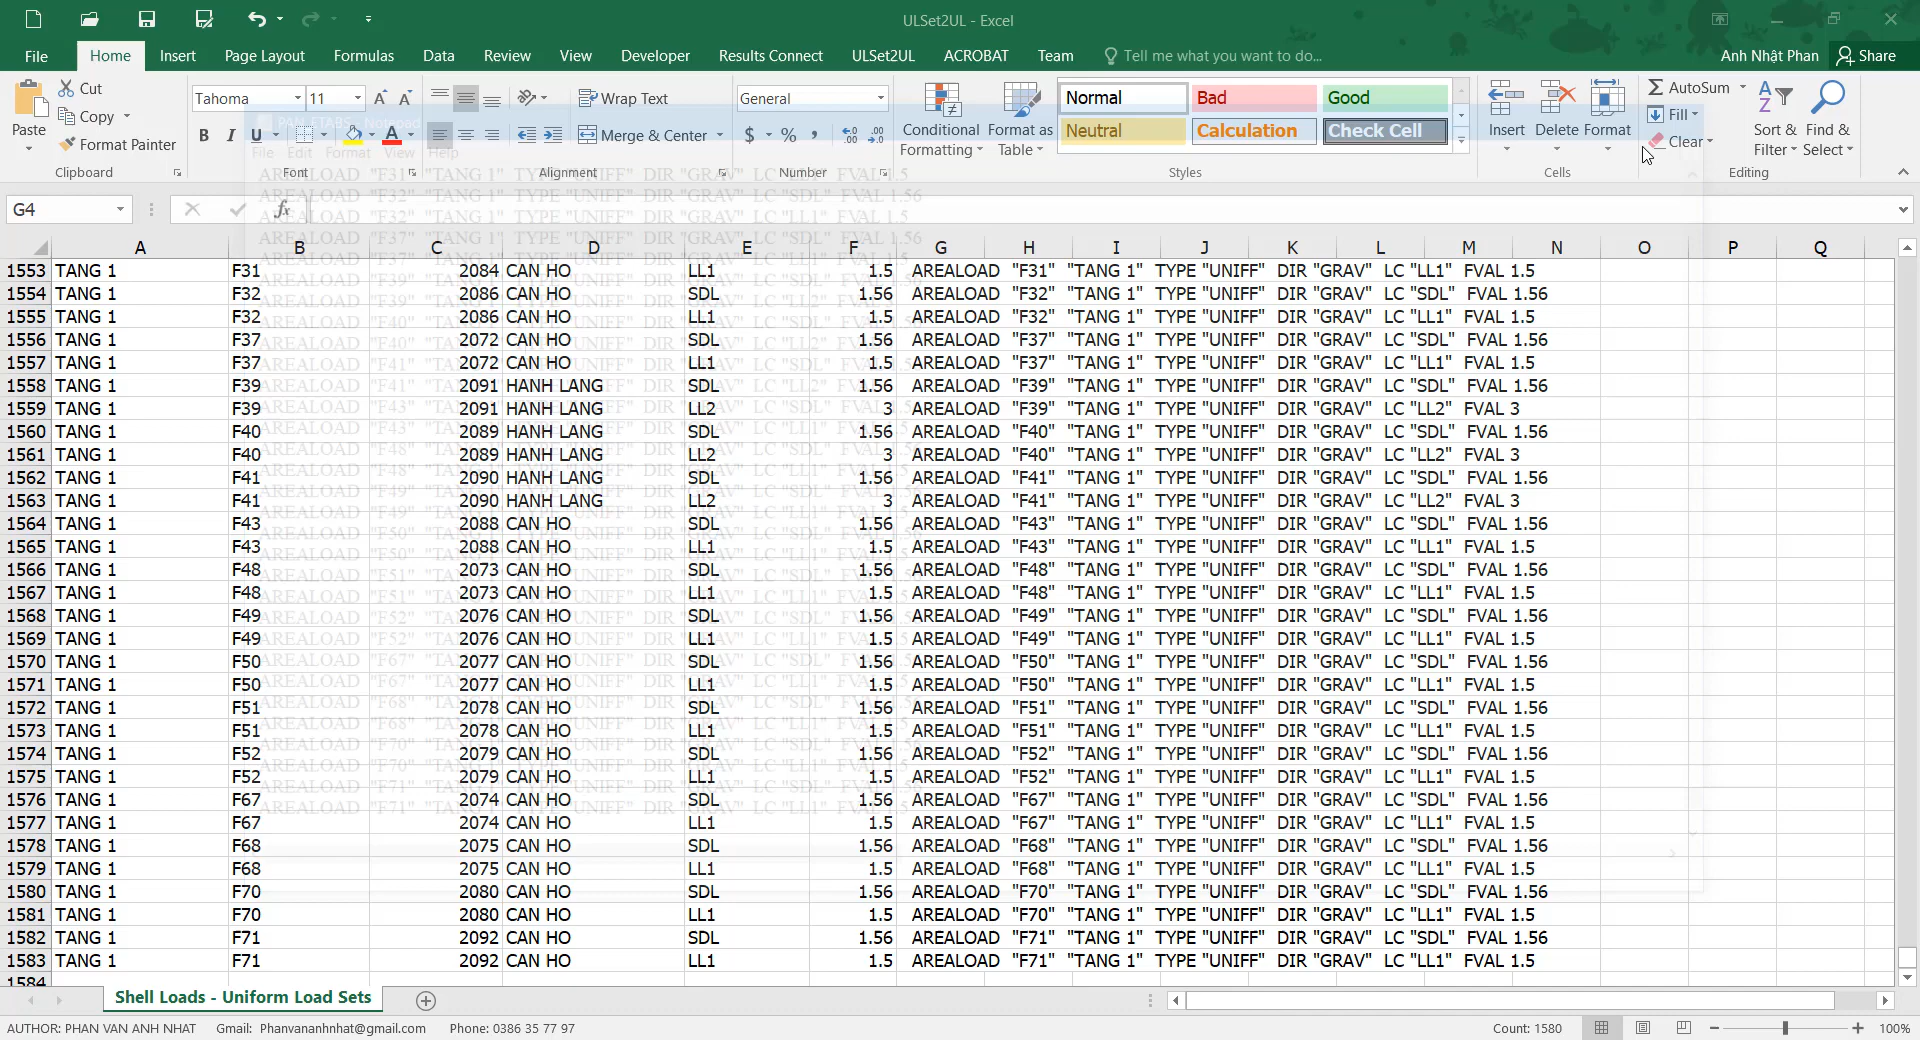 ULSet2UL - Excel
File Home Insert Page Layout Formulas Data Review View Developer Results Connect ULSet2UL ACROBAT Team Tell me what you want to do... Anh Nhật Phan Share
Paste Cut Copy Format Painter Clipboard
Tahoma 11 B I U A Font
Wrap Text Merge & Center Alignment
General $ % , Number
Conditional Formatting Format as Table Normal Bad Good Neutral Calculation Check Cell Styles
Insert Delete Format Cells
AutoSum Fill Clear Sort & Filter Find & Select Editing
G4 fx
A B C D E F G H I J K L M N O P Q
1553 TANG 1 F31 2084 CAN HO LL1 1.5 AREALOAD "F31" "TANG 1" TYPE "UNIFF" DIR "GRAV" LC "LL1" FVAL 1.5
1554 TANG 1 F32 2086 CAN HO SDL 1.56 AREALOAD "F32" "TANG 1" TYPE "UNIFF" DIR "GRAV" LC "SDL" FVAL 1.56
1555 TANG 1 F32 2086 CAN HO LL1 1.5 AREALOAD "F32" "TANG 1" TYPE "UNIFF" DIR "GRAV" LC "LL1" FVAL 1.5
1556 TANG 1 F37 2072 CAN HO SDL 1.56 AREALOAD "F37" "TANG 1" TYPE "UNIFF" DIR "GRAV" LC "SDL" FVAL 1.56
1557 TANG 1 F37 2072 CAN HO LL1 1.5 AREALOAD "F37" "TANG 1" TYPE "UNIFF" DIR "GRAV" LC "LL1" FVAL 1.5
1558 TANG 1 F39 2091 HANH LANG SDL 1.56 AREALOAD "F39" "TANG 1" TYPE "UNIFF" DIR "GRAV" LC "SDL" FVAL 1.56
1559 TANG 1 F39 2091 HANH LANG LL2 3 AREALOAD "F39" "TANG 1" TYPE "UNIFF" DIR "GRAV" LC "LL2" FVAL 3
1560 TANG 1 F40 2089 HANH LANG SDL 1.56 AREALOAD "F40" "TANG 1" TYPE "UNIFF" DIR "GRAV" LC "SDL" FVAL 1.56
1561 TANG 1 F40 2089 HANH LANG LL2 3 AREALOAD "F40" "TANG 1" TYPE "UNIFF" DIR "GRAV" LC "LL2" FVAL 3
1562 TANG 1 F41 2090 HANH LANG SDL 1.56 AREALOAD "F41" "TANG 1" TYPE "UNIFF" DIR "GRAV" LC "SDL" FVAL 1.56
1563 TANG 1 F41 2090 HANH LANG LL2 3 AREALOAD "F41" "TANG 1" TYPE "UNIFF" DIR "GRAV" LC "LL2" FVAL 3
1564 TANG 1 F43 2088 CAN HO SDL 1.56 AREALOAD "F43" "TANG 1" TYPE "UNIFF" DIR "GRAV" LC "SDL" FVAL 1.56
1565 TANG 1 F43 2088 CAN HO LL1 1.5 AREALOAD "F43" "TANG 1" TYPE "UNIFF" DIR "GRAV" LC "LL1" FVAL 1.5
1566 TANG 1 F48 2073 CAN HO SDL 1.56 AREALOAD "F48" "TANG 1" TYPE "UNIFF" DIR "GRAV" LC "SDL" FVAL 1.56
1567 TANG 1 F48 2073 CAN HO LL1 1.5 AREALOAD "F48" "TANG 1" TYPE "UNIFF" DIR "GRAV" LC "LL1" FVAL 1.5
1568 TANG 1 F49 2076 CAN HO SDL 1.56 AREALOAD "F49" "TANG 1" TYPE "UNIFF" DIR "GRAV" LC "SDL" FVAL 1.56
1569 TANG 1 F49 2076 CAN HO LL1 1.5 AREALOAD "F49" "TANG 1" TYPE "UNIFF" DIR "GRAV" LC "LL1" FVAL 1.5
1570 TANG 1 F50 2077 CAN HO SDL 1.56 AREALOAD "F50" "TANG 1" TYPE "UNIFF" DIR "GRAV" LC "SDL" FVAL 1.56
1571 TANG 1 F50 2077 CAN HO LL1 1.5 AREALOAD "F50" "TANG 1" TYPE "UNIFF" DIR "GRAV" LC "LL1" FVAL 1.5
1572 TANG 1 F51 2078 CAN HO SDL 1.56 AREALOAD "F51" "TANG 1" TYPE "UNIFF" DIR "GRAV" LC "SDL" FVAL 1.56
1573 TANG 1 F51 2078 CAN HO LL1 1.5 AREALOAD "F51" "TANG 1" TYPE "UNIFF" DIR "GRAV" LC "LL1" FVAL 1.5
1574 TANG 1 F52 2079 CAN HO SDL 1.56 AREALOAD "F52" "TANG 1" TYPE "UNIFF" DIR "GRAV" LC "SDL" FVAL 1.56
1575 TANG 1 F52 2079 CAN HO LL1 1.5 AREALOAD "F52" "TANG 1" TYPE "UNIFF" DIR "GRAV" LC "LL1" FVAL 1.5
1576 TANG 1 F67 2074 CAN HO SDL 1.56 AREALOAD "F67" "TANG 1" TYPE "UNIFF" DIR "GRAV" LC "SDL" FVAL 1.56
1577 TANG 1 F67 2074 CAN HO LL1 1.5 AREALOAD "F67" "TANG 1" TYPE "UNIFF" DIR "GRAV" LC "LL1" FVAL 1.5
1578 TANG 1 F68 2075 CAN HO SDL 1.56 AREALOAD "F68" "TANG 1" TYPE "UNIFF" DIR "GRAV" LC "SDL" FVAL 1.56
1579 TANG 1 F68 2075 CAN HO LL1 1.5 AREALOAD "F68" "TANG 1" TYPE "UNIFF" DIR "GRAV" LC "LL1" FVAL 1.5
1580 TANG 1 F70 2080 CAN HO SDL 1.56 AREALOAD "F70" "TANG 1" TYPE "UNIFF" DIR "GRAV" LC "SDL" FVAL 1.56
1581 TANG 1 F70 2080 CAN HO LL1 1.5 AREALOAD "F70" "TANG 1" TYPE "UNIFF" DIR "GRAV" LC "LL1" FVAL 1.5
1582 TANG 1 F71 2092 CAN HO SDL 1.56 AREALOAD "F71" "TANG 1" TYPE "UNIFF" DIR "GRAV" LC "SDL" FVAL 1.56
1583 TANG 1 F71 2092 CAN HO LL1 1.5 AREALOAD "F71" "TANG 1" TYPE "UNIFF" DIR "GRAV" LC "LL1" FVAL 1.5
1584
Shell Loads - Uniform Load Sets
AUTHOR: PHAN VAN ANH NHAT Gmail: Phanvananhnhat@gmail.com Phone: 0386 35 77 97 Count: 1580 100%